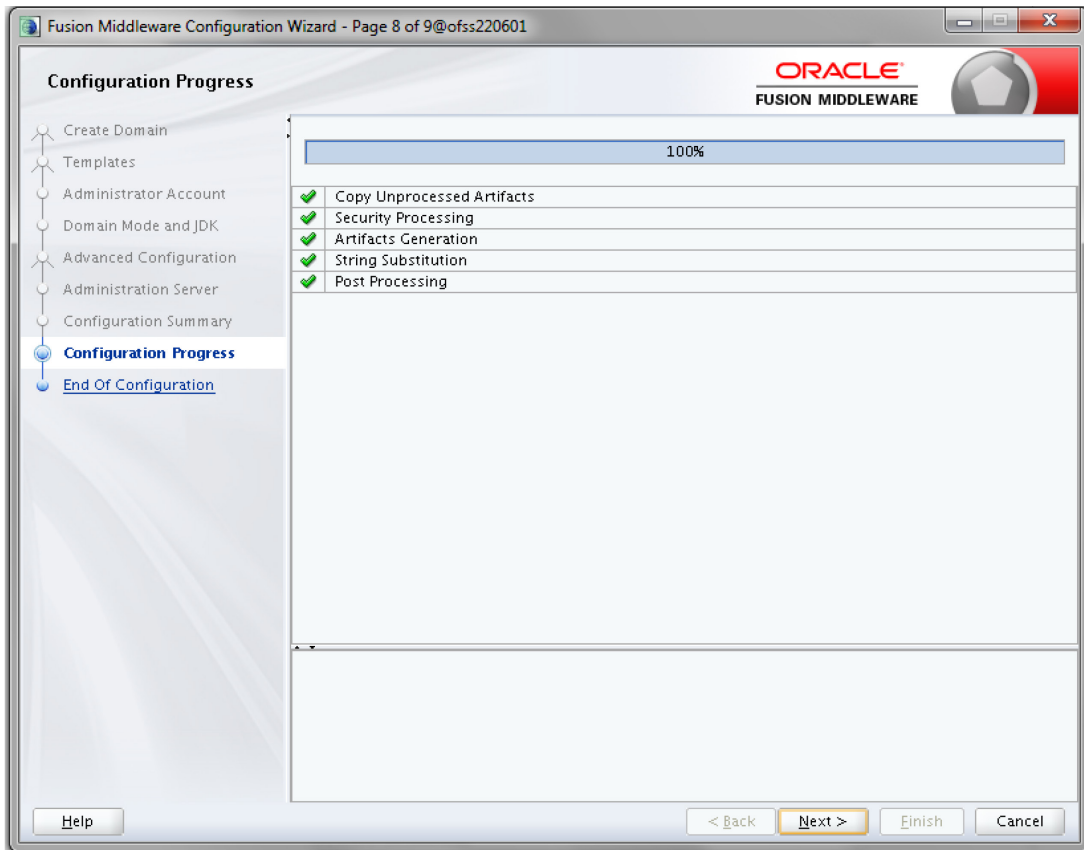 Fusion Middleware Configuration Wizard - Page 8 of 9@ofss220601
Configuration Progress
ORACLE
FUSION MIDDLEWARE
Create Domain
Templates
Administrator Account
Domain Mode and JDK
Advanced Configuration
Administration Server
Configuration Summary
Configuration Progress
End Of Configuration
100%
Copy Unprocessed Artifacts
Security Processing
Artifacts Generation
String Substitution
Post Processing
Help
< Back
Next >
Finish
Cancel